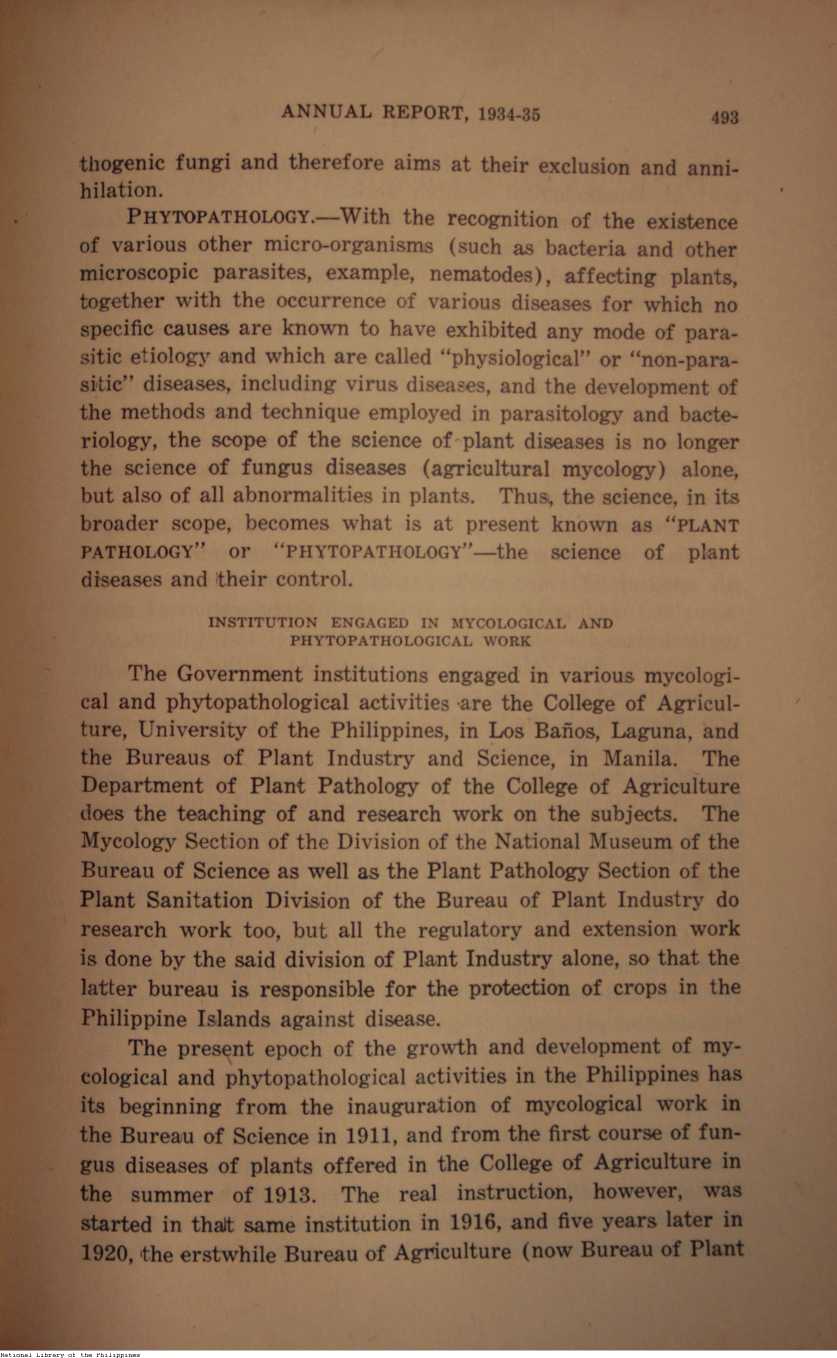 ANNUAL REPORT, 1934-35 493
thogenic fungi and therefore aims at their exclusion and anni-
hilation.
PHYTOPATHOLOGY.—With the recognition of the existence
of various other micro-organisms (such as bacteria and other
microscopic parasites, example, nematodes), affecting plants,
together with the occurrence of various diseases for which no
specific causes are known to have exhibited any mode of para-
sitic etiology and which are called "physiological" or "non-para-
sitic" diseases, including virus diseases, and the development of
the methods and technique employed in parasitology and bacte-
riology, the scope of the science of plant diseases is no longer
the science of fungus diseases (agricultural mycology) alone,
but also of all abnormalities in plants. Thus, the science, in its
broader scope, becomes what is at present known as "PLANT
PATHOLOGY" or "PHYTOPATHOLOGY"—the science of plant
diseases and their control.
INSTITUTION ENGAGED IN MYCOLOGICAL AND
PHYTOPATHOLOGICAL WORK
The Government institutions engaged in various mycologi-
cal and phytopathological activities are the College of Agricul-
ture, University of the Philippines, in Los Baños, Laguna, and
the Bureaus of Plant Industry and Science, in Manila. The
Department of Plant Pathology of the College of Agriculture
does the teaching of and research work on the subjects. The
Mycology Section of the Division of the National Museum of the
Bureau of Science as well as the Plant Pathology Section of the
Plant Sanitation Division of the Bureau of Plant Industry do
research work too, but all the regulatory and extension work
is done by the said division of Plant Industry alone, so that the
latter bureau is responsible for the protection of crops in the
Philippine Islands against disease.
The present epoch of the growth and development of my-
cological and phytopathological activities in the Philippines has
its beginning from the inauguration of mycological work in
the Bureau of Science in 1911, and from the first course of fun-
gus diseases of plants offered in the College of Agriculture in
the summer of 1913. The real instruction, however, was
started in that same institution in 1916, and five years later in
1920, the erstwhile Bureau of Agriculture (now Bureau of Plant
National Library of the Philippines